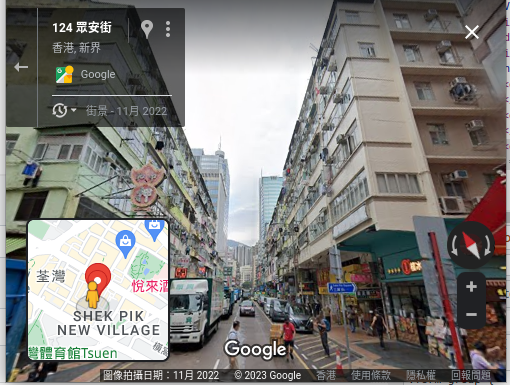 124 眾安街
香港, 新界
Google
街景 - 11月 2022
荃灣
悅來酒
SHEK PIK
NEW VILLAGE
灣體育館Tsuen
Google
圖像拍攝日期：11月 2022 © 2023 Google 香港 使用條款 隱私權 回報問題